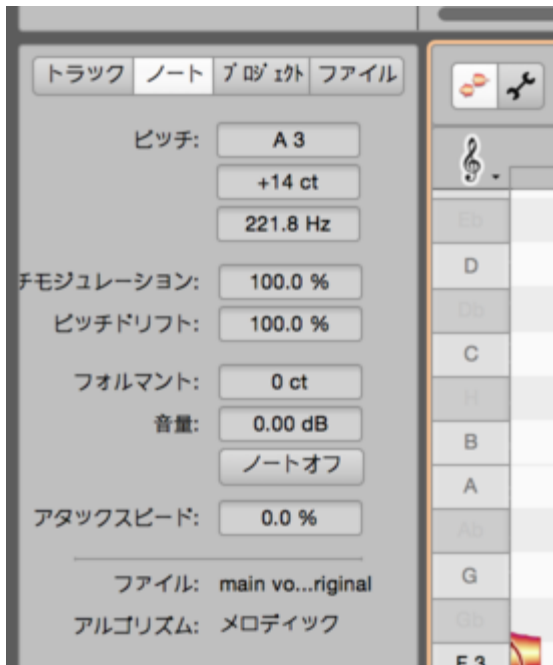 トラック ノート プロジェクト ファイル
ピッチ: A 3
+14 ct
221.8 Hz
チモジュレーション: 100.0 %
ピッチドリフト: 100.0 %
フォルマント: 0 ct
音量: 0.00 dB
ノートオフ
アタックスピード: 0.0 %
ファイル: main vo...riginal
アルゴリズム: メロディック
Eb
D
Db
C
H
B
A
Ab
G
Gb
F 3